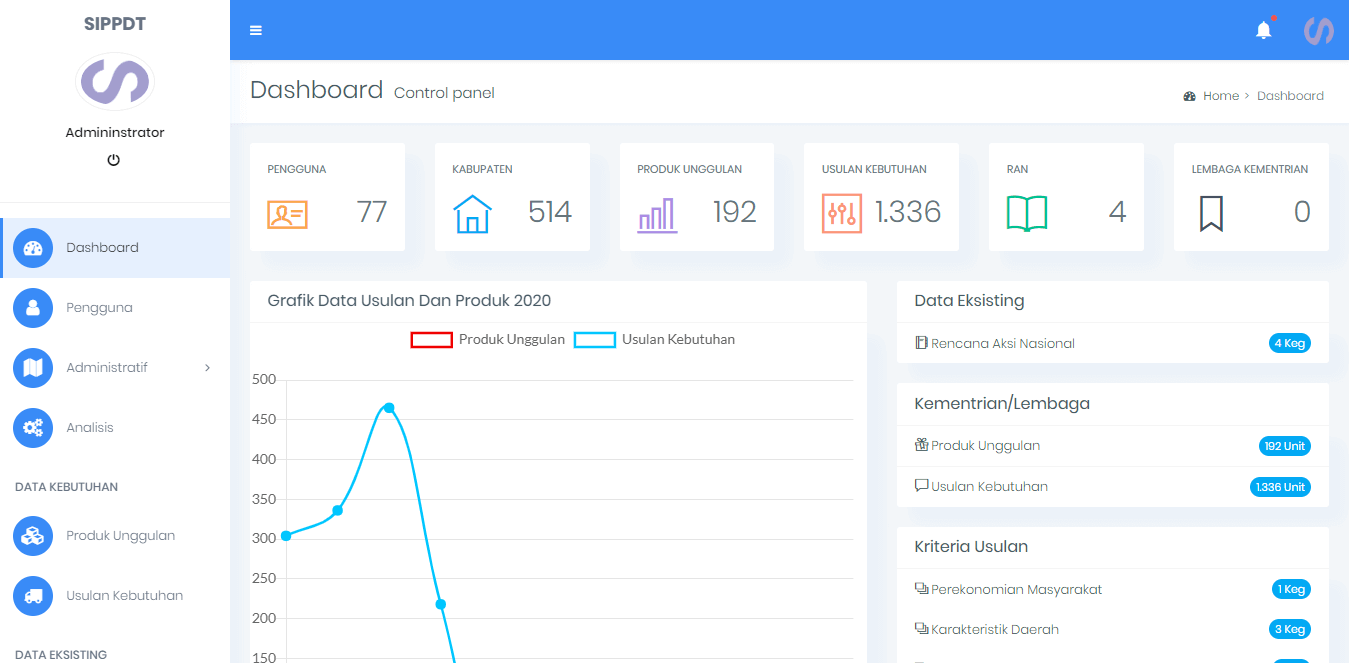 SIPPDT
Admininstrator
Dashboard
Pengguna
Administratif
Analisis
DATA KEBUTUHAN
Produk Unggulan
Usulan Kebutuhan
DATA EKSISTING
Dashboard Control panel
Home > Dashboard
PENGGUNA
77
KABUPATEN
514
PRODUK UNGGULAN
192
USULAN KEBUTUHAN
1.336
RAN
4
LEMBAGA KEMENTRIAN
0
Grafik Data Usulan Dan Produk 2020
Produk Unggulan Usulan Kebutuhan
500
450
400
350
300
250
200
150
Data Eksisting
Rencana Aksi Nasional 4 Keg
Kementrian/Lembaga
Produk Unggulan 192 Unit
Usulan Kebutuhan 1.336 Unit
Kriteria Usulan
Perekonomian Masyarakat 1 Keg
Karakteristik Daerah 3 Keg